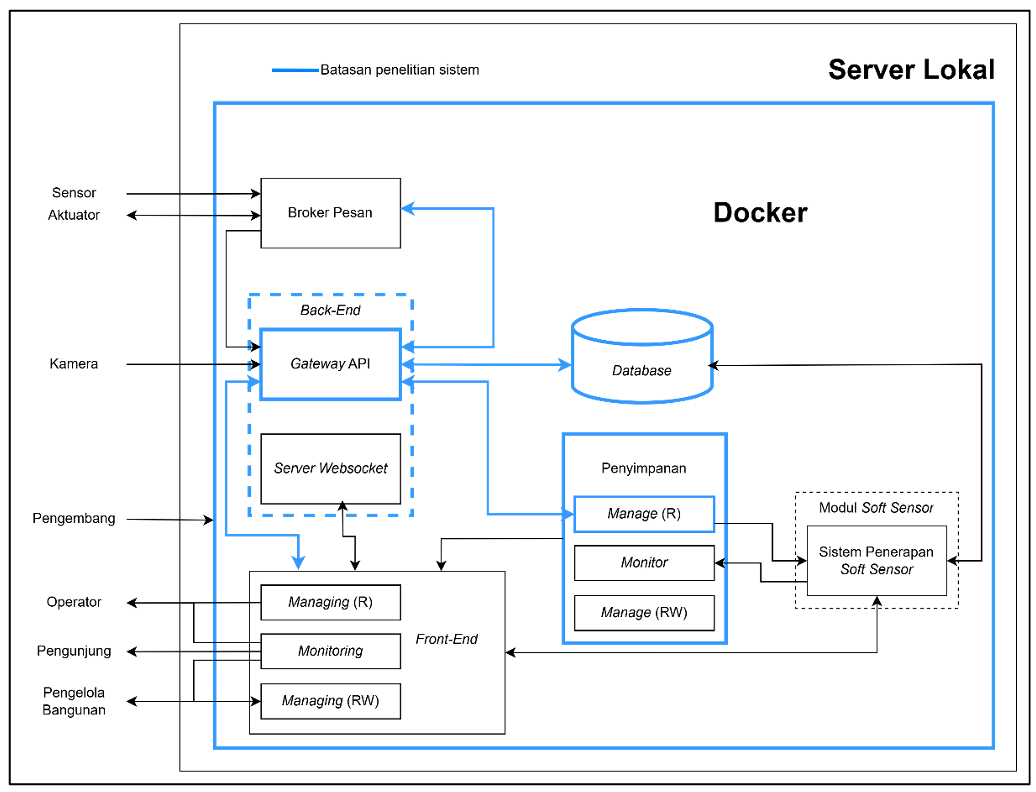 Batasan penelitian sistem
Server Lokal
Sensor
Aktuator
Broker Pesan
Docker
Back-End
Gateway API
Kamera
Database
Server Websocket
Penyimpanan
Manage (R)
Monitor
Manage (RW)
Modul Soft Sensor
Sistem Penerapan
Soft Sensor
Pengembang
Operator
Managing (R)
Front-End
Pengunjung
Monitoring
Pengelola
Bangunan
Managing (RW)